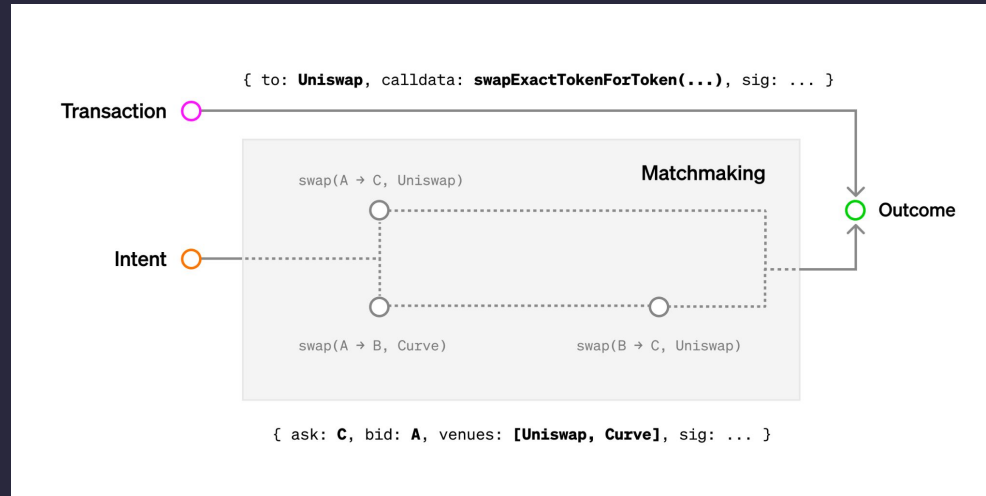 { to: Uniswap, calldata: swapExactTokenForToken(...), sig: ... }
Transaction
Matchmaking
swap(A → C, Uniswap)
Outcome
Intent
swap(A → B, Curve)
swap(B → C, Uniswap)
{ ask: C, bid: A, venues: [Uniswap, Curve], sig: ... }